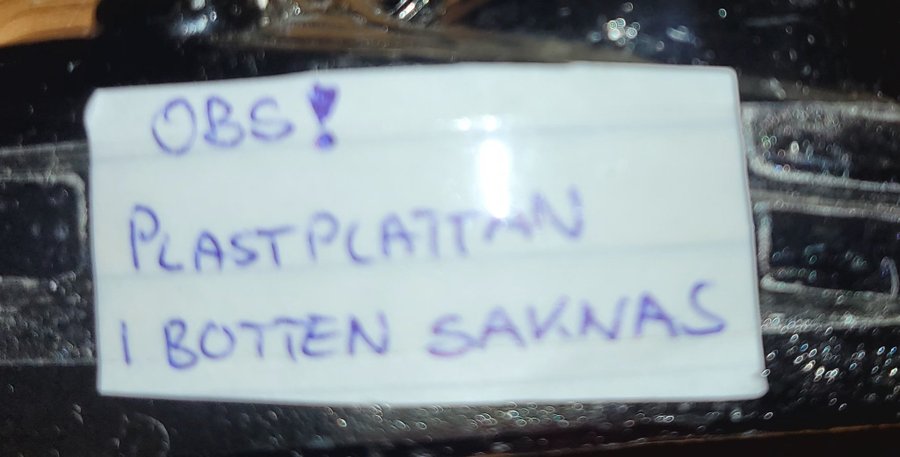 OBS!
PLASTPLATTAN
I BOTTEN SAKNAS